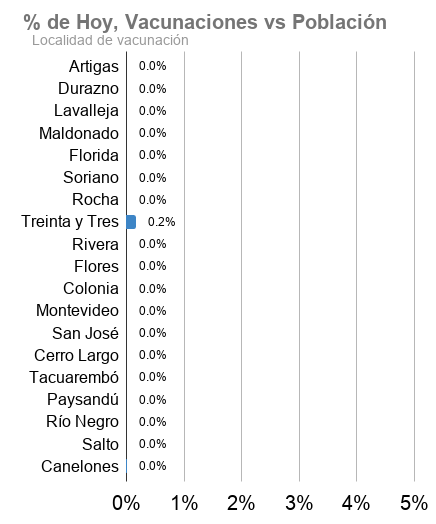 % de Hoy, Vacunaciones vs Población
Localidad de vacunación
Artigas 0.0%
Durazno 0.0%
Lavalleja 0.0%
Maldonado 0.0%
Florida 0.0%
Soriano 0.0%
Rocha 0.0%
Treinta y Tres 0.2%
Rivera 0.0%
Flores 0.0%
Colonia 0.0%
Montevideo 0.0%
San José 0.0%
Cerro Largo 0.0%
Tacuarembó 0.0%
Paysandú 0.0%
Río Negro 0.0%
Salto 0.0%
Canelones 0.0%
0% 1% 2% 3% 4% 5%